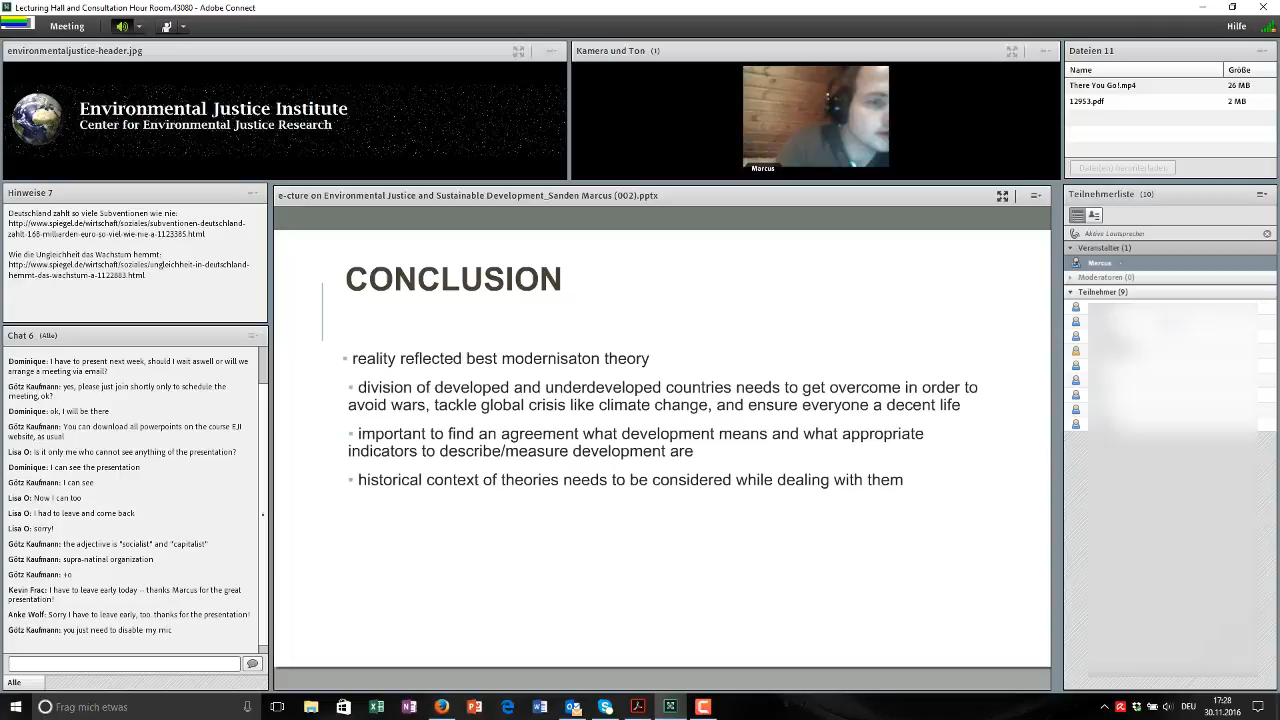 Lecturing Hall and Consultation Hour Room,43080 - Adobe Connect
Meeting
Hilfe
environmentaljustice-header.jpg
Environmental Justice Institute
Center for Environmental Justice Research
Kamera und Ton (1)
Marcus
Dateien 11
Name
Größe
There You Go!.mp4
26 MB
12953.pdf
2 MB
Datei(en) herunterladen
Hinweise 7
Deutschland zahlt so viele Subventionen wie nie:
http://www.spiegel.de/wirtschaft/soziales/subventionen-deutschland-
zahlt-168-milliarden-euro-so-viel-wie-nie-a-1123385.html
Wie die Ungleichheit das Wachstum hemmt:
http://www.spiegel.de/wirtschaft/soziales/ungleichheit-in-deutschland-
hemmt-das-wachstum-a-1122883.html
Chat 6 (Alle)
Dominique: I have to present next week, should I wait aswell or will we
arrange a meeting via email?
Götz Kaufmann: yes, please just join shortly only to schedule the
meeting, ok?
Dominique: ok, I will be there
Götz Kaufmann: You can download all powerpoints on the course EJI
website, as usual
Lisa O: Is it only me who cannot see anything of the presentation?
Dominique: I can see the presentation
Götz Kaufmann: I can see
Lisa O: Now I can too
Lisa O: I had to leave and come back
Lisa O: sorry!
Götz Kaufmann: the adjectiive is "socialist" and "capitalist"
Götz Kaufmann: supra-natinal organization
Götz Kaufmann: +o
Kevin Frac: I have to leave early today -- thanks Marcus for the great
presentation!
Anke Wolf: Sorry I have to leave early, too. thanks for the presentation!
Götz Kaufmann: you just need to disable my mic
Alle
e-cture on Environmental Justice and Sustainable Development_Sanden Marcus (002).pptx
CONCLUSION
reality reflected best modernisaton theory
division of developed and underdeveloped countries needs to get overcome in order to
avoid wars, tackle global crisis like climate change, and ensure everyone a decent life
important to find an agreement what development means and what appropriate
indicators to describe/measure development are
historical context of theories needs to be considered while dealing with them
Teilnehmerliste (10)
Aktive Lautsprecher
Veranstalter (1)
Marcus
Moderatoren (0)
Teilnehmer (9)
Frag mich etwas
DEU
17:28
30.11.2016